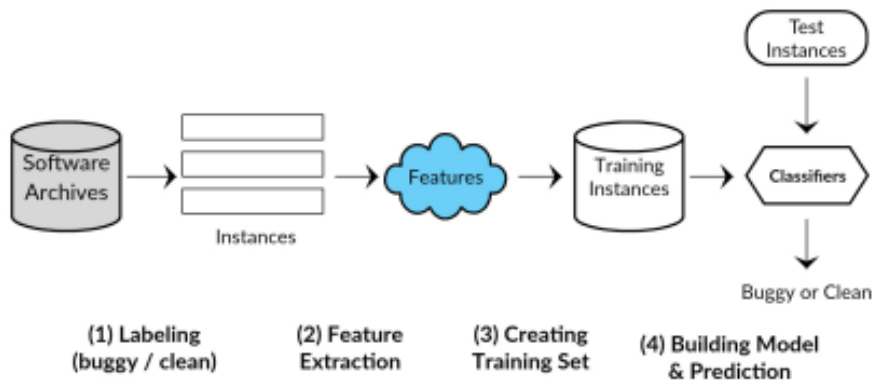 Test
Instances
Software
Archives
Instances
Features
Training
Instances
Classifiers
Buggy or Clean
(1) Labeling
(buggy / clean)
(2) Feature
Extraction
(3) Creating
Training Set
(4) Building Model
& Prediction